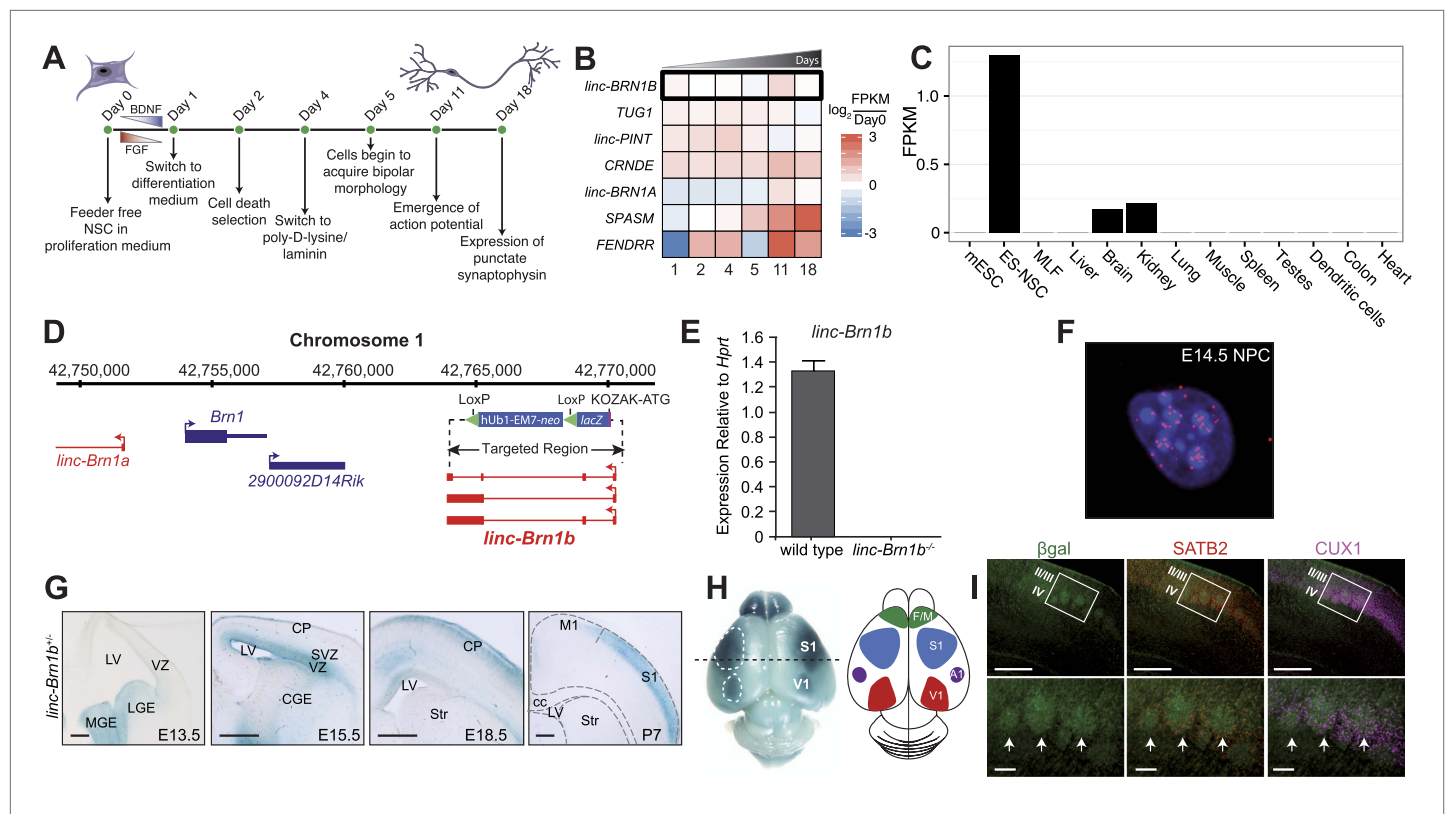 A
Day 0
Day 1
Day 2
Day 4
Day 5
Day 11
Day 18
BDNF
FGF
Feeder free
NSC in
proliferation medium
Switch to
differentiation
medium
Cell death
selection
Switch to
poly-D-lysine/
laminin
Cells begin to
acquire bipolar
morphology
Emergence of
action potential
Expression of
punctate
synaptophysin
B
Days
linc-BRN1B
TUG1
linc-PINT
CRNDE
linc-BRN1A
SPASM
FENDRR
1 2 4 5 11 18
log2 FPKM
Day0
3
0
-3
C
FPKM
1.0
0.5
0
mESC
ES-NSC
MLF
Liver
Brain
Kidney
Lung
Muscle
Spleen
Testes
Dendritic cells
Colon
Heart
D
Chromosome 1
42,750,000 42,755,000 42,760,000 42,765,000 42,770,000
LoxP LoxP KOZAK-ATG
hUb1-EM7-neo lacZ
Brn1
Targeted Region
linc-Brn1a
2900092D14Rik
linc-Brn1b
E
linc-Brn1b
Expression Relative to Hprt
1.6
1.4
1.2
1.0
0.8
0.6
0.4
0.2
0
wild type linc-Brn1b-/-
F
E14.5 NPC
G
linc-Brn1b+/-
LV
VZ
LGE
MGE
E13.5
CP
LV
SVZ
VZ
CGE
E15.5
CP
LV
Str
E18.5
M1
S1
cc
LV
Str
P7
H
S1
V1
F/M
S1
A1
V1
I
βgal SATB2 CUX1
II/III II/III II/III
IV IV IV